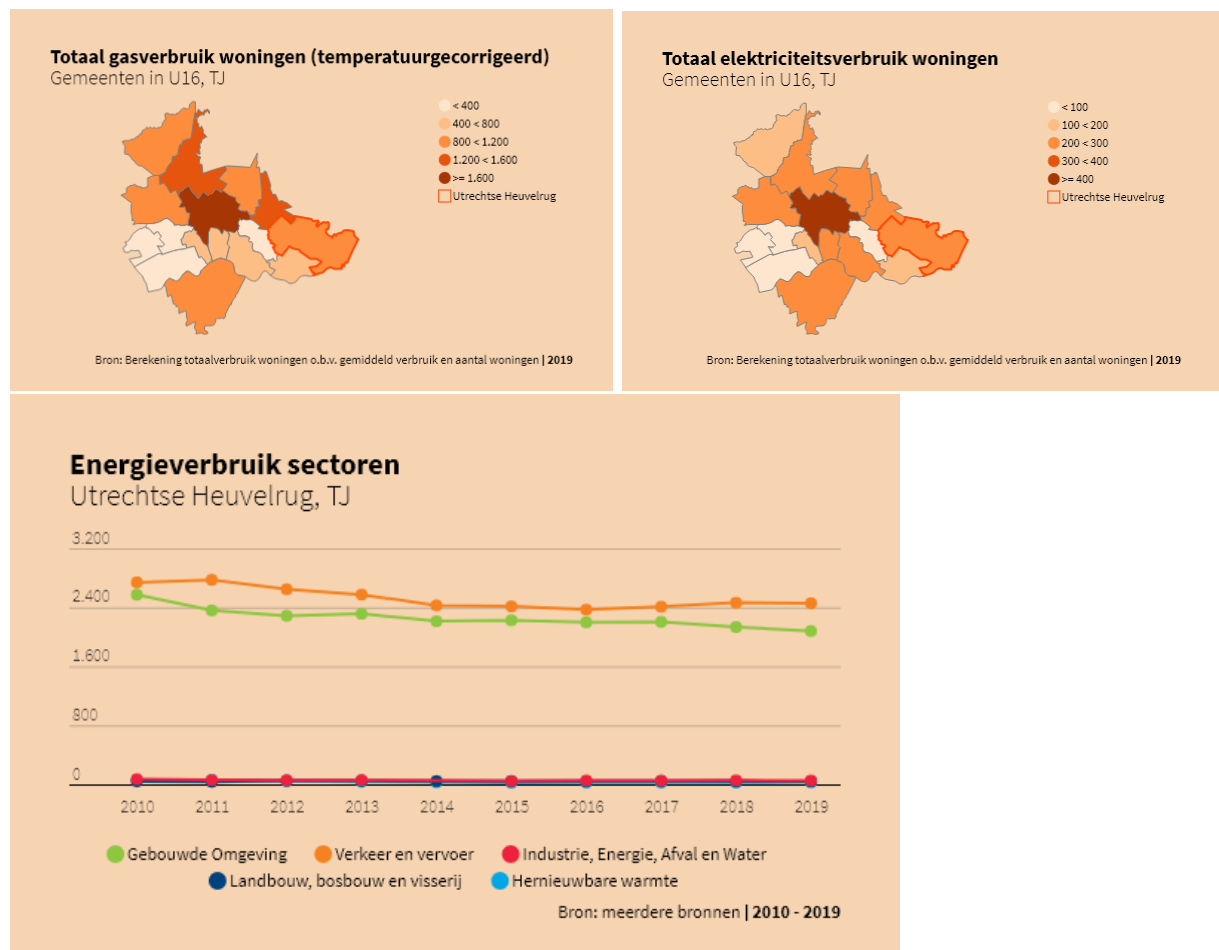 Totaal gasverbruik woningen (temperatuurgecorrigeerd)
Gemeenten in U16, TJ
< 400
400 < 800
800 < 1.200
1.200 < 1.600
>= 1.600
Utrechtse Heuvelrug
Bron: Berekening totaalverbruik woningen o.b.v. gemiddeld verbruik en aantal woningen | 2019
Totaal elektriciteitsverbruik woningen
Gemeenten in U16, TJ
< 100
100 < 200
200 < 300
300 < 400
>= 400
Utrechtse Heuvelrug
Bron: Berekening totaalverbruik woningen o.b.v. gemiddeld verbruik en aantal woningen | 2019
Energieverbruik sectoren
Utrechtse Heuvelrug, TJ
3.200
2.400
1.600
800
0
2010 2011 2012 2013 2014 2015 2016 2017 2018 2019
Gebouwde Omgeving Verkeer en vervoer Industrie, Energie, Afval en Water
Landbouw, bosbouw en visserij Hernieuwbare warmte
Bron: meerdere bronnen | 2010 - 2019